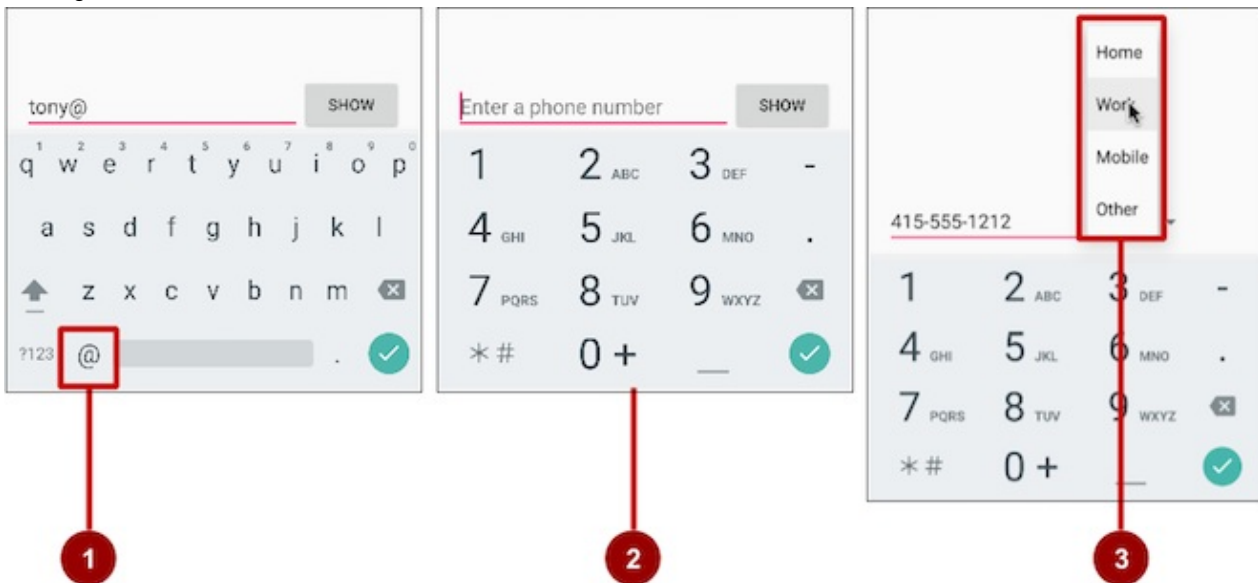 tony@
SHOW
1 2 3 4 5 6 7 8 9 0
q w e r t y u i o p
a s d f g h j k l
z x c v b n m
?123 @ .
1
Enter a phone number
SHOW
1 2 ABC 3 DEF -
4 GHI 5 JKL 6 MNO .
7 PQRS 8 TUV 9 WXYZ
*# 0 + _
2
Home
Work
Mobile
Other
415-555-1212
1 2 ABC 3 DEF -
4 GHI 5 JKL 6 MNO .
7 PQRS 8 TUV 9 WXYZ
*# 0 + _
3